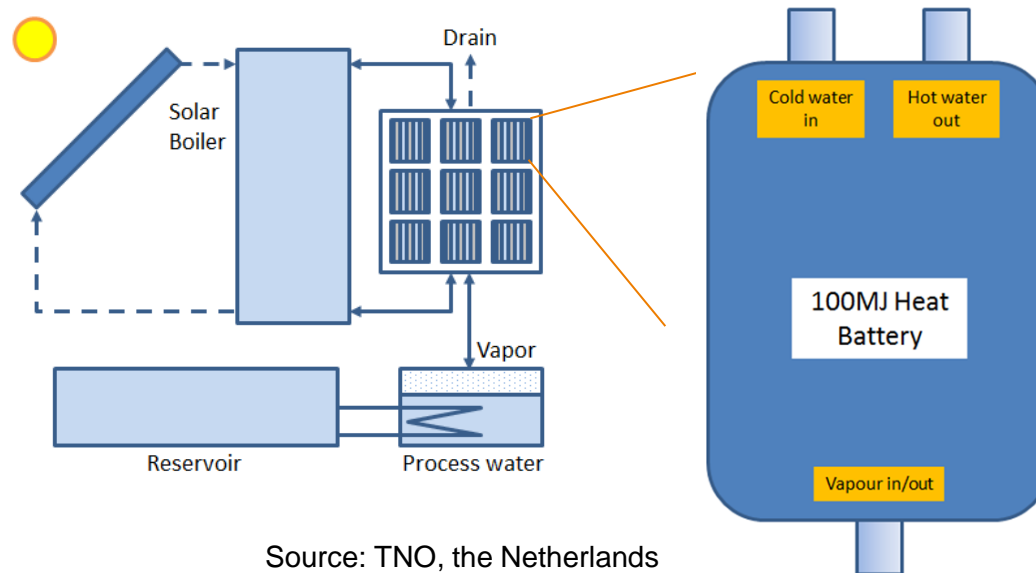 Drain
Solar
Boiler
Cold water
in
Hot water
out
100MJ Heat
Battery
Vapor
Reservoir
Process water
Vapour in/out
Source: TNO, the Netherlands